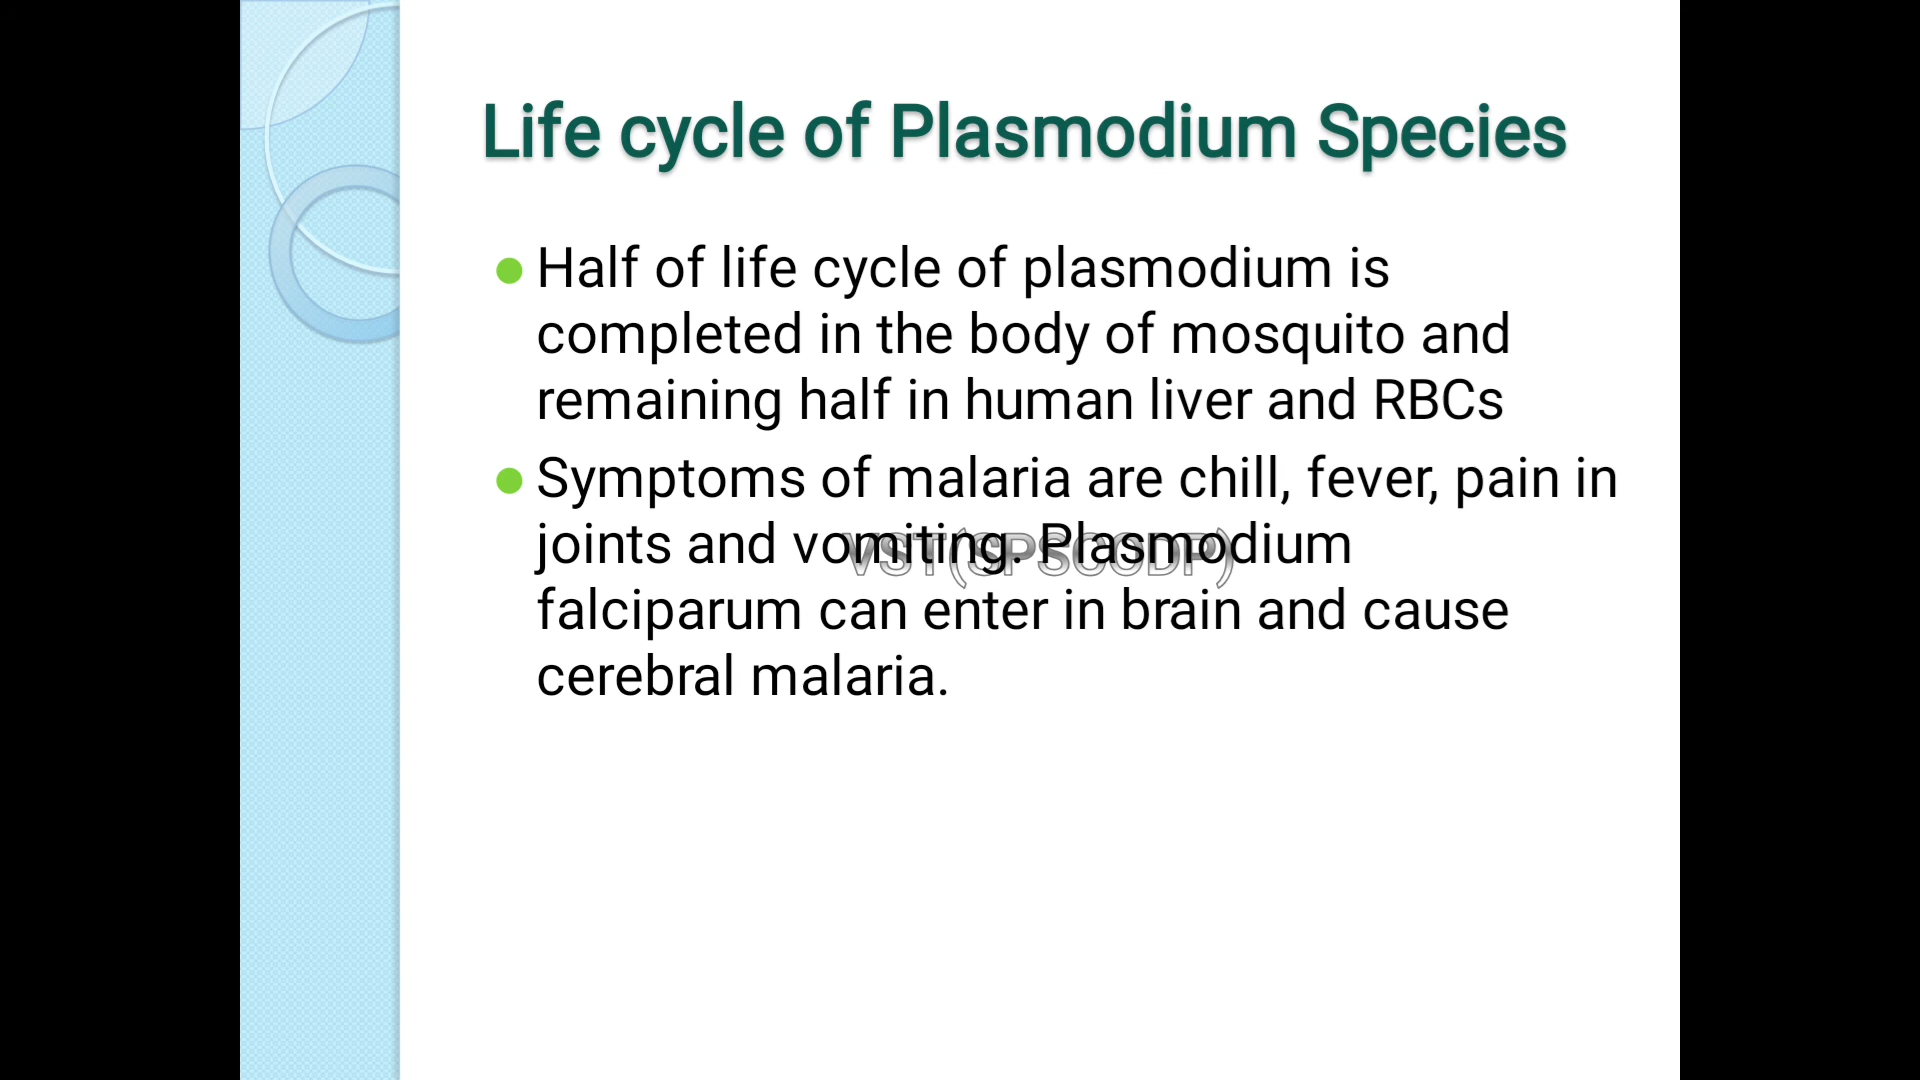 Life cycle of Plasmodium Species
Half of life cycle of plasmodium is
completed in the body of mosquito and
remaining half in human liver and RBCs
Symptoms of malaria are chill, fever, pain in
joints and vomiting. Plasmodium
VST(SPSCODP)
falciparum can enter in brain and cause
cerebral malaria.